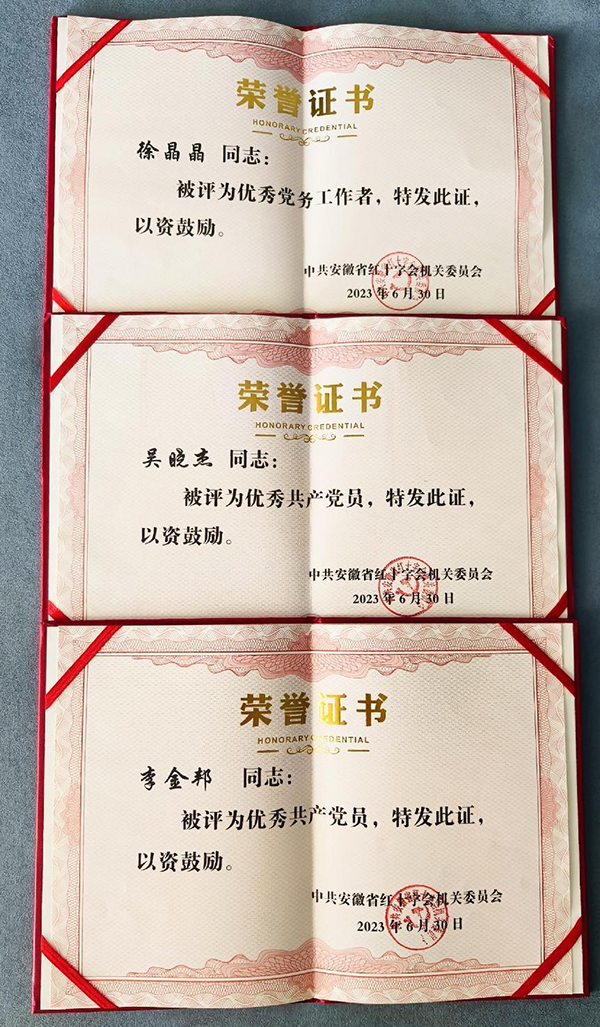 荣誉证书
HONORARY CREDENTIAL
徐晶晶 同志：
被评为优秀党务工作者，特发此证，
以资鼓励。
中共安徽省红十字会机关委员会
2023年6月30日
荣誉证书
HONORARY CREDENTIAL
吴晓杰 同志：
被评为优秀共产党员，特发此证，
以资鼓励。
中共安徽省红十字会机关委员会
2023年6月30日
荣誉证书
HONORARY CREDENTIAL
李金邦 同志：
被评为优秀共产党员，特发此证，
以资鼓励。
中共安徽省红十字会机关委员会
2023年6月30日